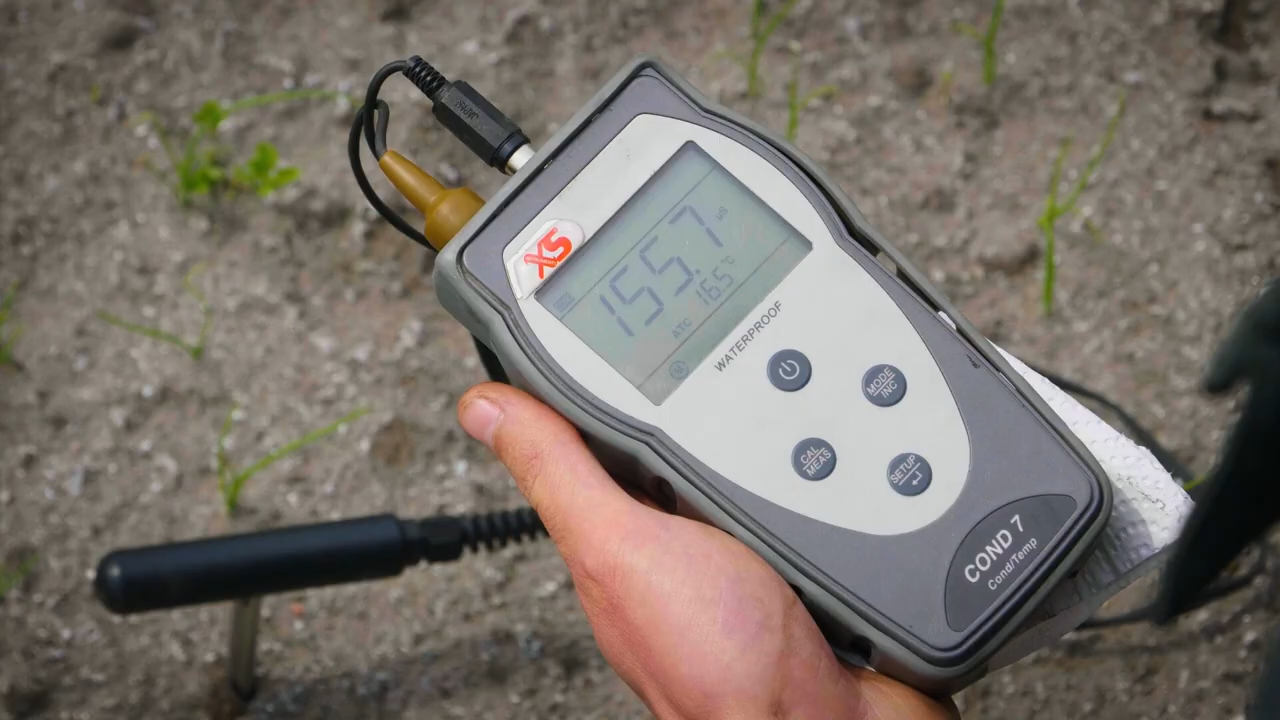 XS
155.7 µS
ATC 16.5 °C
WATERPROOF
MODE
INC
CAL
MEAS
SETUP
COND 7
Cond/Temp